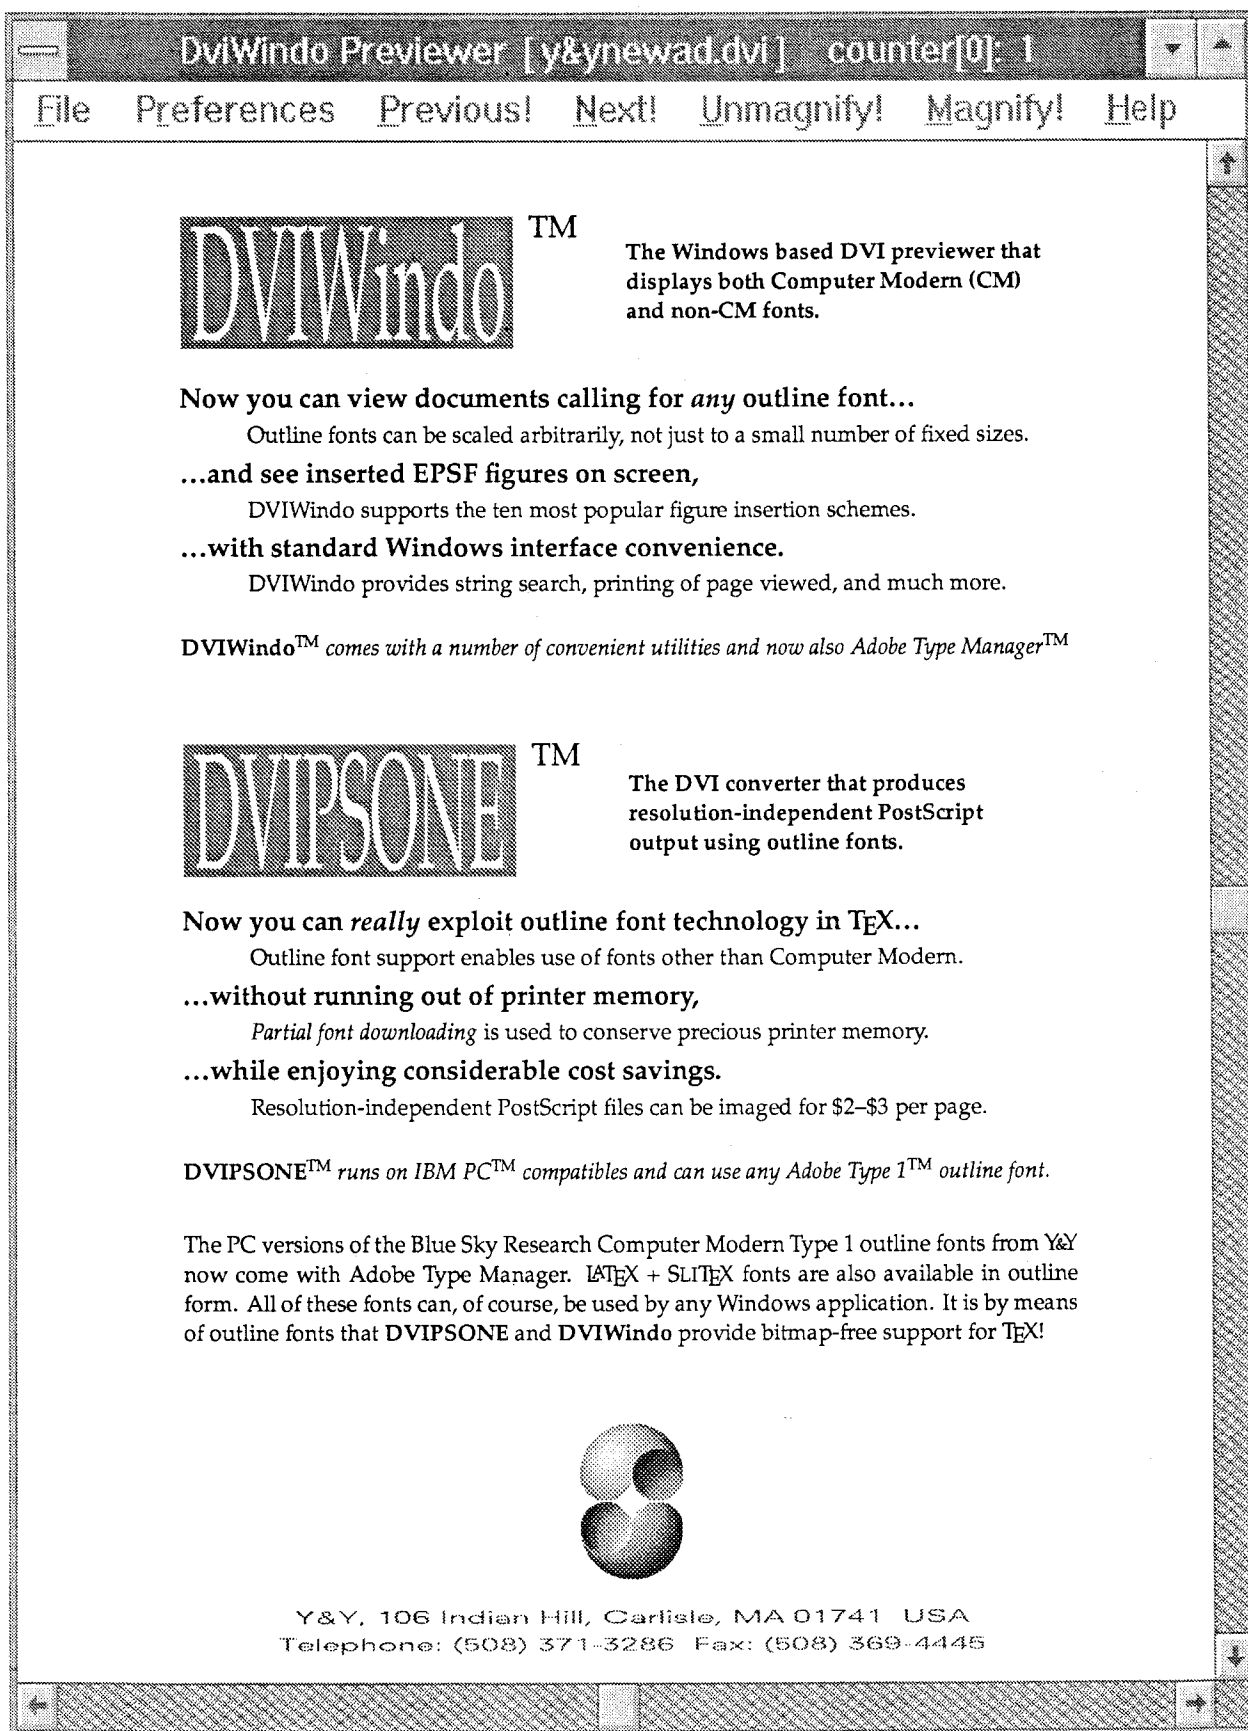 DviWindo Previewer [ y&ynewad.dvi ] counter[0]: 1
File Preferences Previous! Next! Unmagnify! Magnify! Help
DVIWindo TM
The Windows based DVI previewer that
displays both Computer Modern (CM)
and non-CM fonts.
Now you can view documents calling for any outline font...
Outline fonts can be scaled arbitrarily, not just to a small number of fixed sizes.
...and see inserted EPSF figures on screen,
DVIWindo supports the ten most popular figure insertion schemes.
...with standard Windows interface convenience.
DVIWindo provides string search, printing of page viewed, and much more.
DVIWindo™ comes with a number of convenient utilities and now also Adobe Type Manager™
DVIPSONE TM
The DVI converter that produces
resolution-independent PostScript
output using outline fonts.
Now you can really exploit outline font technology in TEX...
Outline font support enables use of fonts other than Computer Modern.
...without running out of printer memory,
Partial font downloading is used to conserve precious printer memory.
...while enjoying considerable cost savings.
Resolution-independent PostScript files can be imaged for $2–$3 per page.
DVIPSONE™ runs on IBM PC™ compatibles and can use any Adobe Type 1™ outline font.
The PC versions of the Blue Sky Research Computer Modern Type 1 outline fonts from Y&Y
now come with Adobe Type Manager. LATEX + SLITEX fonts are also available in outline
form. All of these fonts can, of course, be used by any Windows application. It is by means
of outline fonts that DVIPSONE and DVIWindo provide bitmap-free support for TEX!
Y&Y, 106 Indian Hill, Carlisle, MA 01741 USA
Telephone: (508) 371-3286 Fax: (508) 369-4445